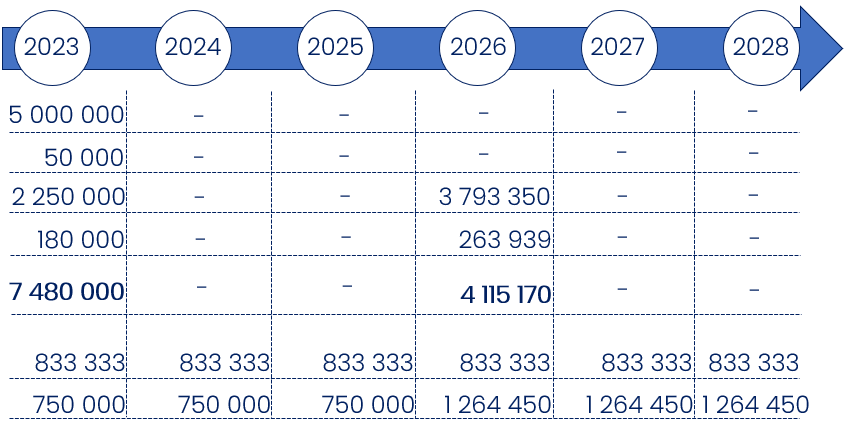 2023 2024 2025 2026 2027 2028
5 000 000 – – – – –
50 000 – – – – –
2 250 000 – – 3 793 350 – –
180 000 – – 263 939 – –
7 480 000 – – 4 115 170 – –
833 333 833 333 833 333 833 333 833 333 833 333
750 000 750 000 750 000 1 264 450 1 264 450 1 264 450